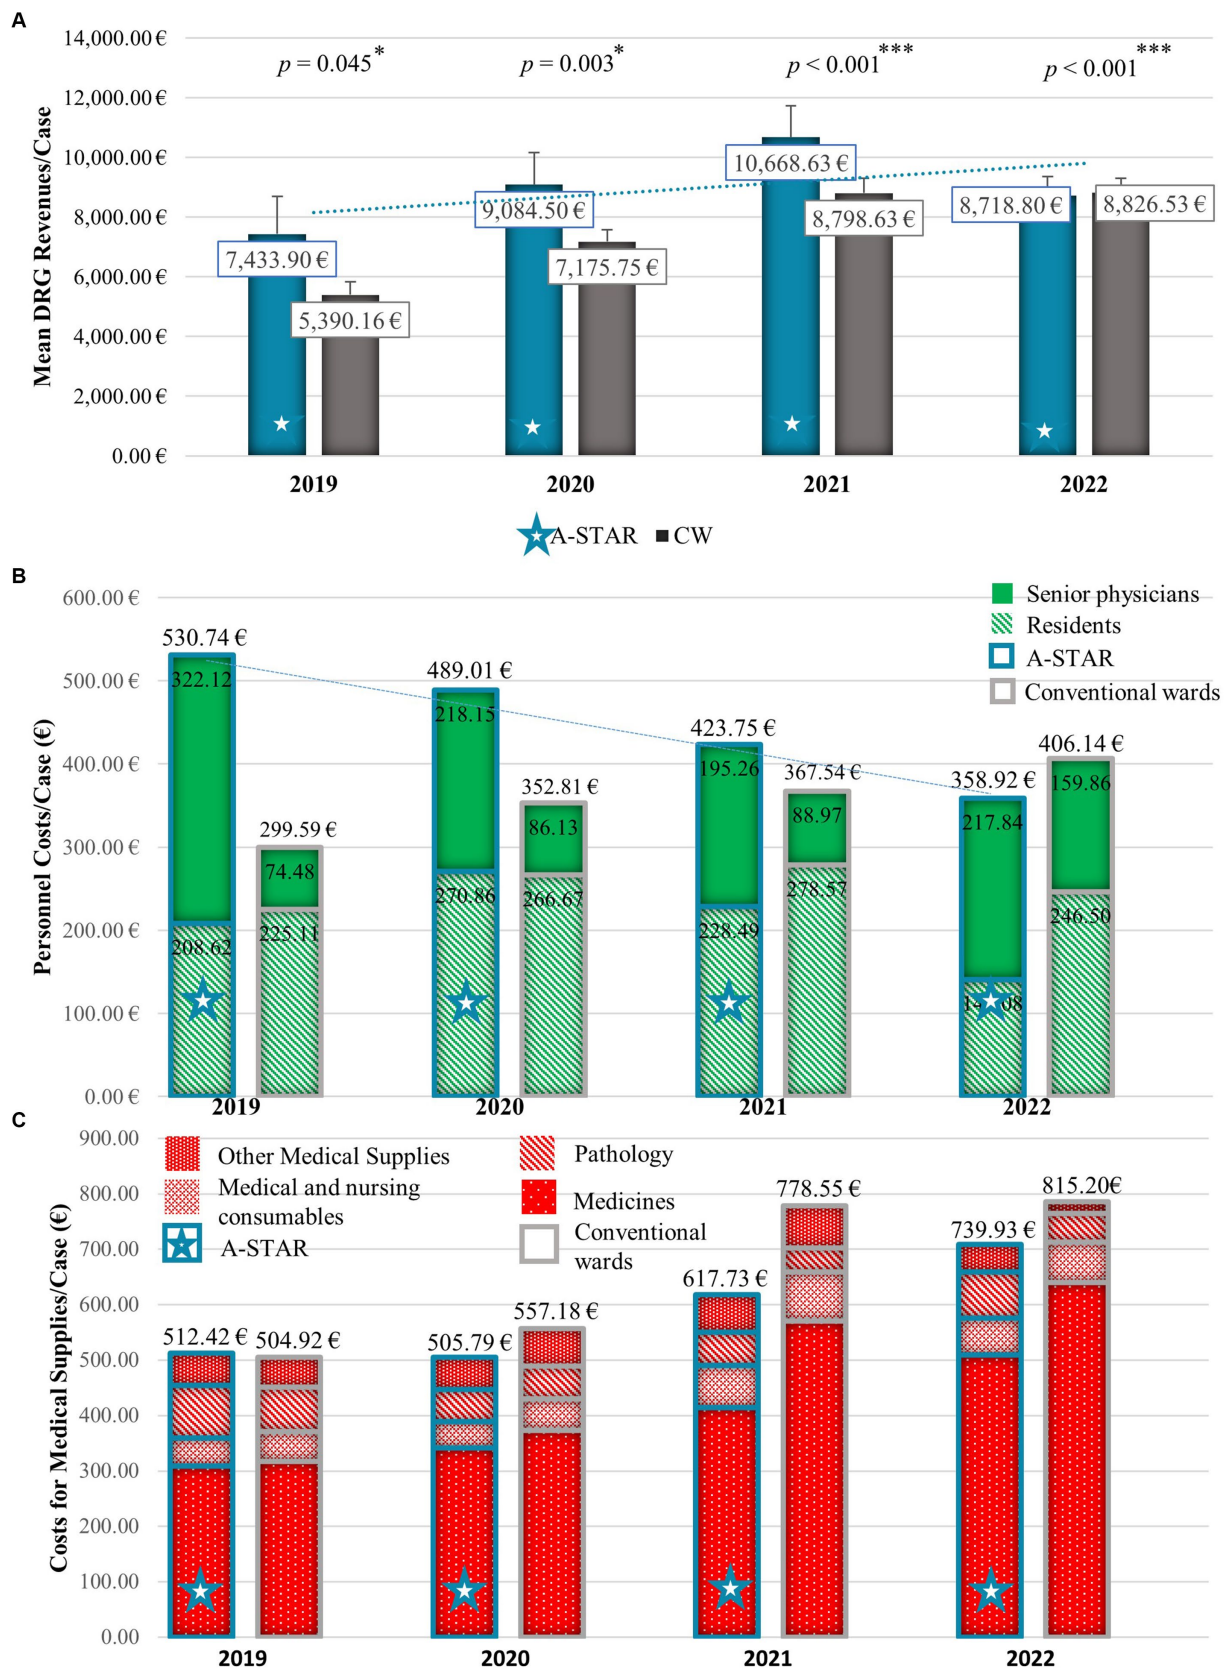 A
14,000.00 €
12,000.00 €
10,000.00 €
8,000.00 €
6,000.00 €
4,000.00 €
2,000.00 €
0.00 €
Mean DRG Revenues/Case
p = 0.045*
p = 0.003*
p < 0.001***
p < 0.001***
7,433.90 €
5,390.16 €
9,084.50 €
7,175.75 €
10,668.63 €
8,798.63 €
8,718.80 €
8,826.53 €
2019 2020 2021 2022
A-STAR CW
B
600.00 €
500.00 €
400.00 €
300.00 €
200.00 €
100.00 €
0.00 €
Personnel Costs/Case (€)
Senior physicians
Residents
A-STAR
Conventional wards
530.74 €
322.12
208.62
299.59 €
74.48
225.11
489.01 €
218.15
270.86
352.81 €
86.13
266.67
423.75 €
195.26
228.49
367.54 €
88.97
278.57
358.92 €
217.84
406.14 €
159.86
246.50
2019 2020 2021 2022
C
900.00
800.00
700.00
600.00
500.00
400.00
300.00
200.00
100.00
0.00
Costs for Medical Supplies/Case (€)
Other Medical Supplies
Medical and nursing
consumables
A-STAR
Pathology
Medicines
Conventional
wards
512.42 €
504.92 €
505.79 €
557.18 €
617.73 €
778.55 €
739.93 €
815.20€
2019 2020 2021 2022